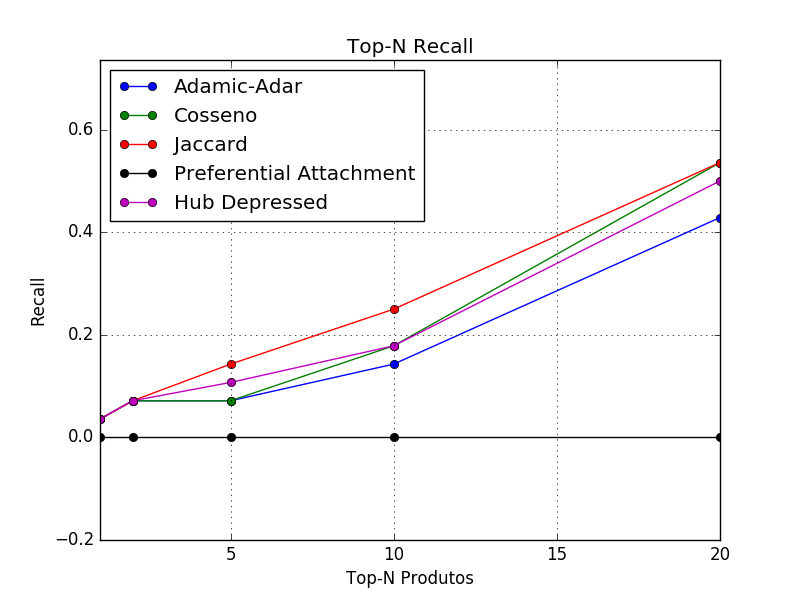 Top-N Recall
Adamic-Adar
Cosseno
Jaccard
Preferential Attachment
Hub Depressed
0.6
0.4
0.2
0.0
−0.2
Recall
5
10
15
20
Top-N Produtos